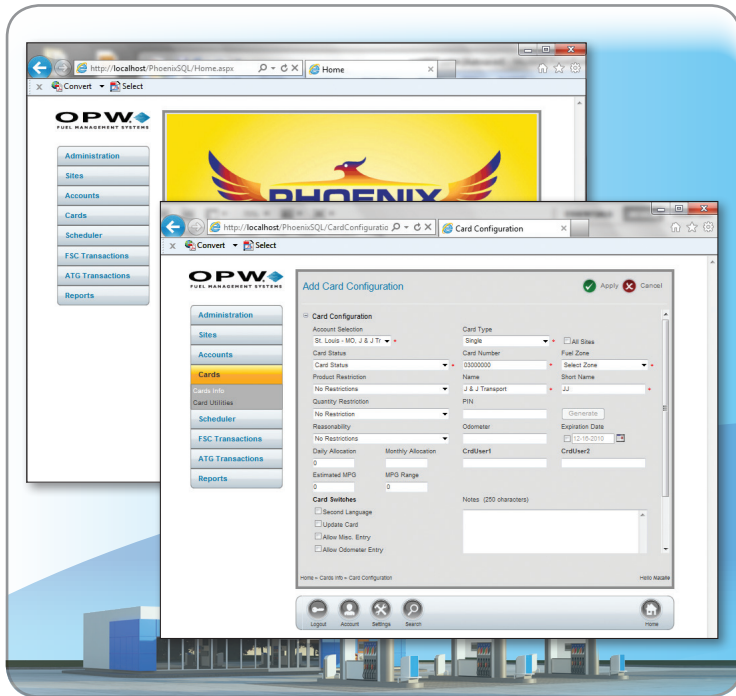 http://localhost/PhoenixSQL/Home.aspx
Home
Convert Select
OPW
FUEL MANAGEMENT SYSTEMS
Administration
Sites
Accounts
Cards
Scheduler
FSC Transactions
ATG Transactions
Reports
PHOENIX
http://localhost/PhoenixSQL/CardConfiguratio
Card Configuration
Convert Select
OPW
FUEL MANAGEMENT SYSTEMS
Administration
Sites
Accounts
Cards
Cards Info
Card Utilities
Scheduler
FSC Transactions
ATG Transactions
Reports
Add Card Configuration
Apply Cancel
Card Configuration
Account Selection Card Type
St. Louis - MO, J & J Tr * Single * All Sites
Card Status Card Number Fuel Zone
Card Status * 03000000 * Select Zone *
Product Restriction Name Short Name
No Restrictions J & J Transport * JJ *
Quantity Restriction PIN
No Restriction Generate
Reasonability Odometer Expiration Date
No Restrictions 12-16-2010
Daily Allocation Monthly Allocation CrdUser1 CrdUser2
0
Estimated MPG MPG Range
0 0
Card Switches Notes (250 characters)
Second Language
Update Card
Allow Misc. Entry
Allow Odometer Entry
Home » Cards Info » Card Configuration Hello Natalie
Logout Account Settings Search Home